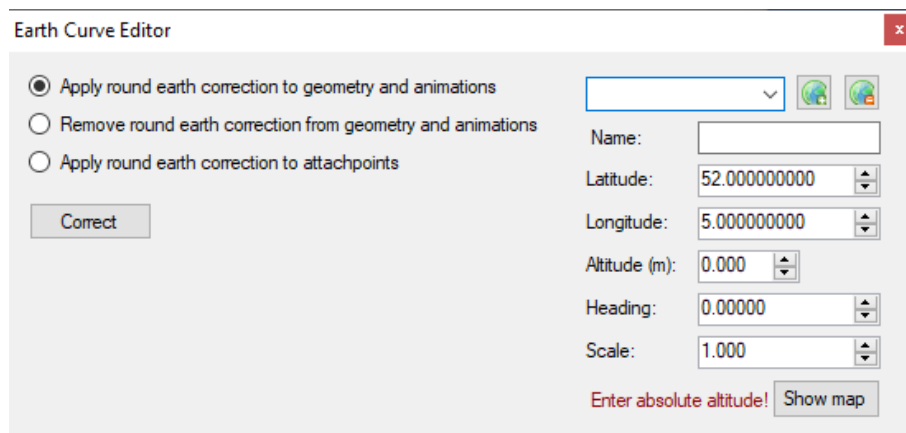 Earth Curve Editor
x
Apply round earth correction to geometry and animations
Remove round earth correction from geometry and animations
Apply round earth correction to attachpoints
Correct
Name:
Latitude: 52.000000000
Longitude: 5.000000000
Altitude (m): 0.000
Heading: 0.00000
Scale: 1.000
Enter absolute altitude! Show map